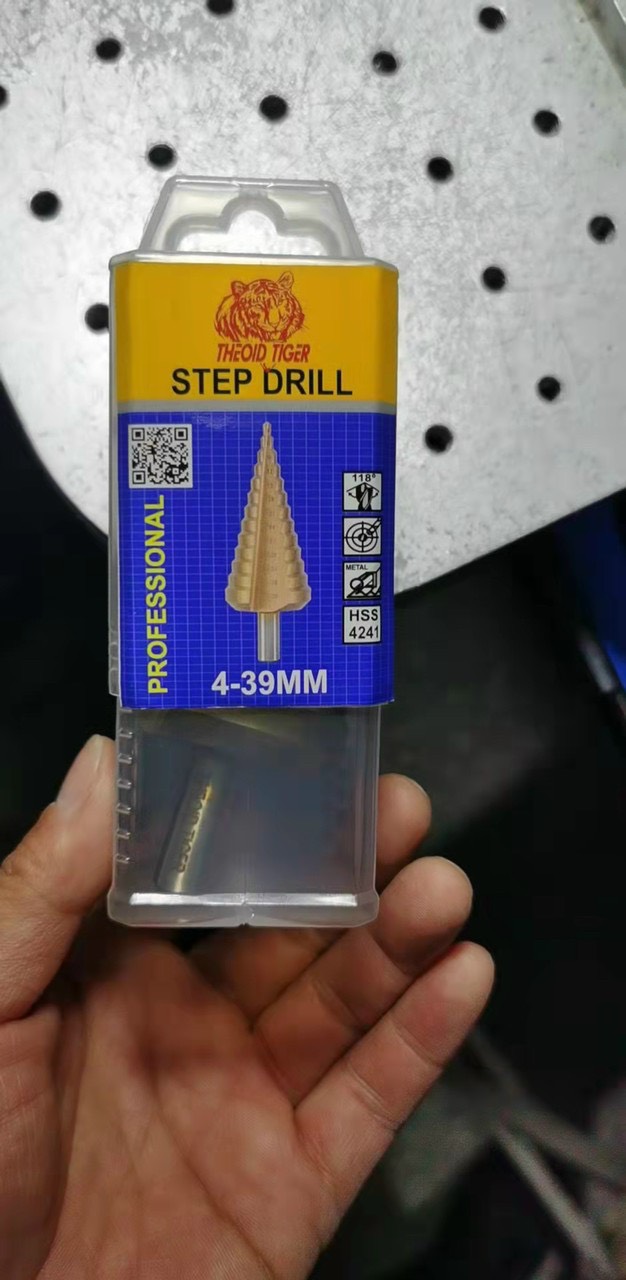 THEOID TIGER
STEP DRILL
PROFESSIONAL
118°
METAL
HSS
4241
4-39MM